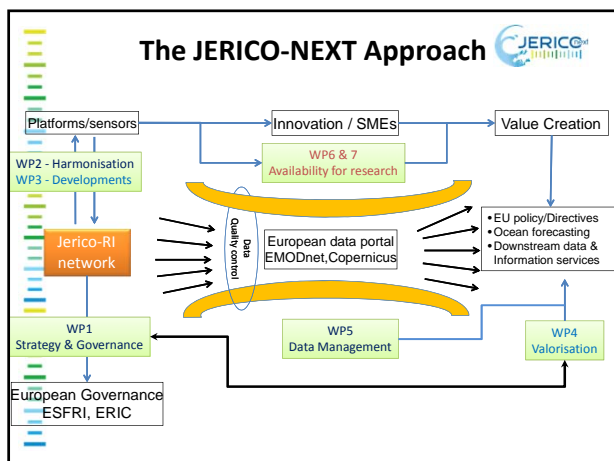 The JERICO-NEXT Approach
JERICO next
Platforms/sensors
Innovation / SMEs
Value Creation
WP2 - Harmonisation
WP3 - Developments
WP6 & 7
Availability for research
Jerico-RI
network
Data
Quality control
European data portal
EMODnet,Copernicus
•EU policy/Directives
•Ocean forecasting
•Downstream data &
Information services
WP1
Strategy & Governance
WP5
Data Management
WP4
Valorisation
European Governance
ESFRI, ERIC